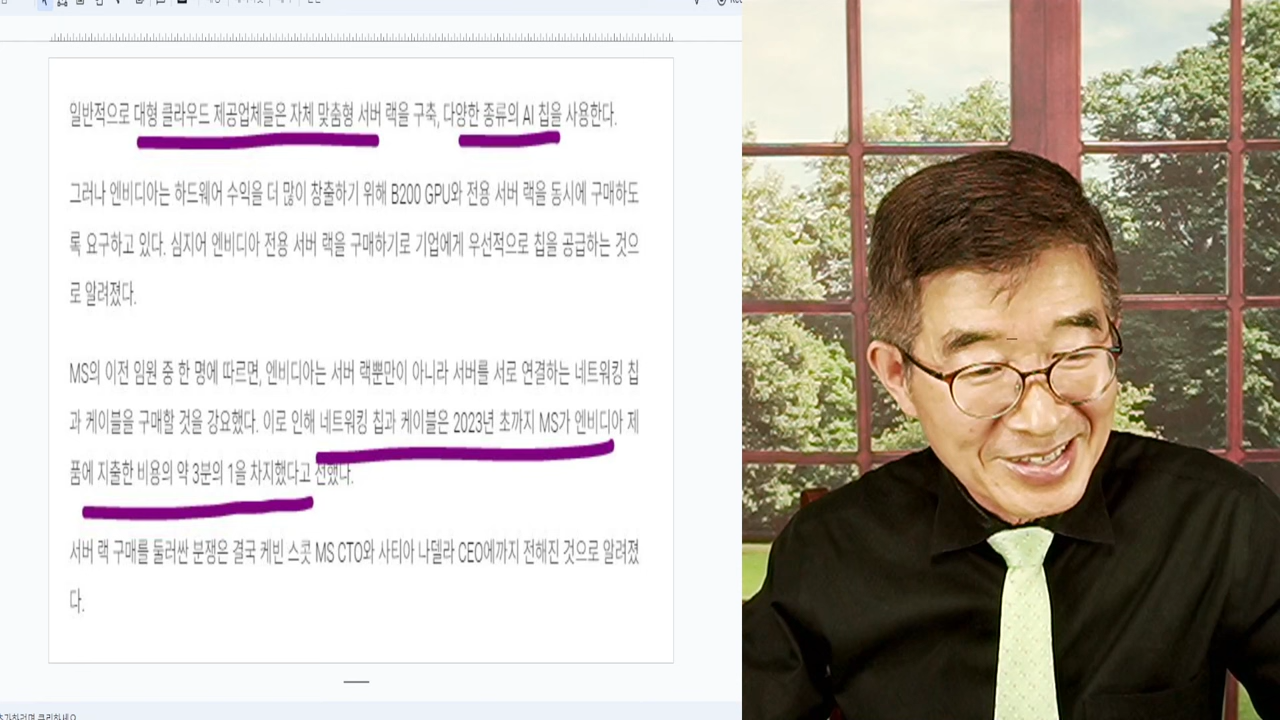 일반적으로 대형 클라우드 제공업체들은 자체 맞춤형 서버 랙을 구축, 다양한 종류의 AI 칩을 사용한다.
그러나 엔비디아는 하드웨어 수익을 더 많이 창출하기 위해 B200 GPU와 전용 서버 랙을 동시에 구매하도
록 요구하고 있다. 심지어 엔비디아 전용 서버 랙을 구매하기로 기업에게 우선적으로 칩을 공급하는 것으
로 알려졌다.
MS의 이전 임원 중 한 명에 따르면, 엔비디아는 서버 랙뿐만이 아니라 서버를 서로 연결하는 네트워킹 칩
과 케이블을 구매할 것을 강요했다. 이로 인해 네트워킹 칩과 케이블은 2023년 초까지 MS가 엔비디아 제
품에 지출한 비용의 약 3분의 1을 차지했다고 전했다.
서버 랙 구매를 둘러싼 분쟁은 결국 케빈 스콧 MS CTO와 사티아 나델라 CEO에까지 전해진 것으로 알려졌
다.